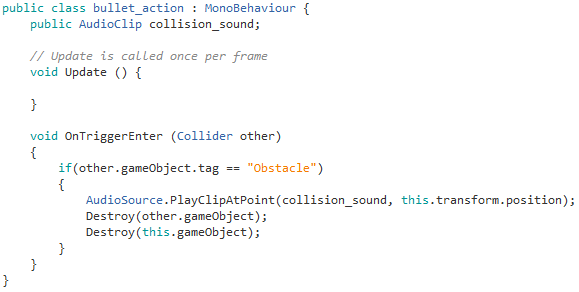 public class bullet_action : MonoBehaviour {
    public AudioClip collision_sound;

    // Update is called once per frame
    void Update () {

    }

    void OnTriggerEnter (Collider other)
    {
        if(other.gameObject.tag == "Obstacle")
        {
            AudioSource.PlayClipAtPoint(collision_sound, this.transform.position);
            Destroy(other.gameObject);
            Destroy(this.gameObject);
        }
    }
}